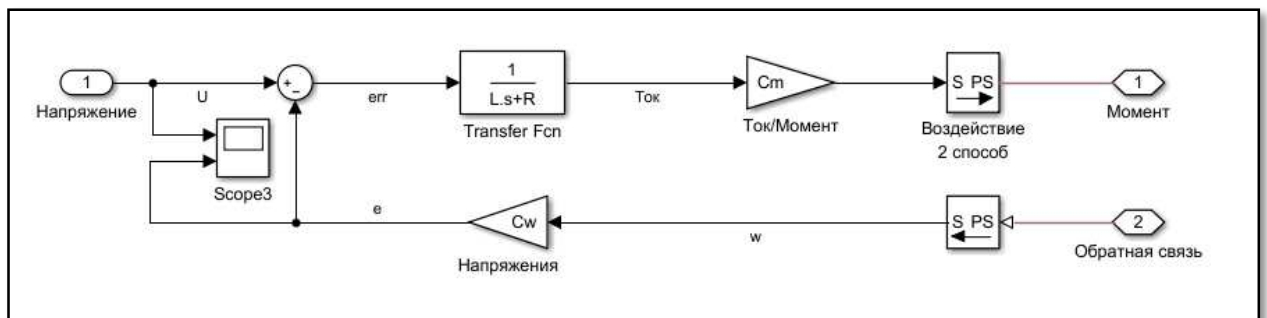 1
Напряжение
U
+
−
err
1
L.s+R
Transfer Fcn
Ток
Cm
Ток/Момент
S PS
Воздействие
2 способ
1
Момент
Scope3
e
Cw
Напряжения
w
S PS
2
Обратная связь